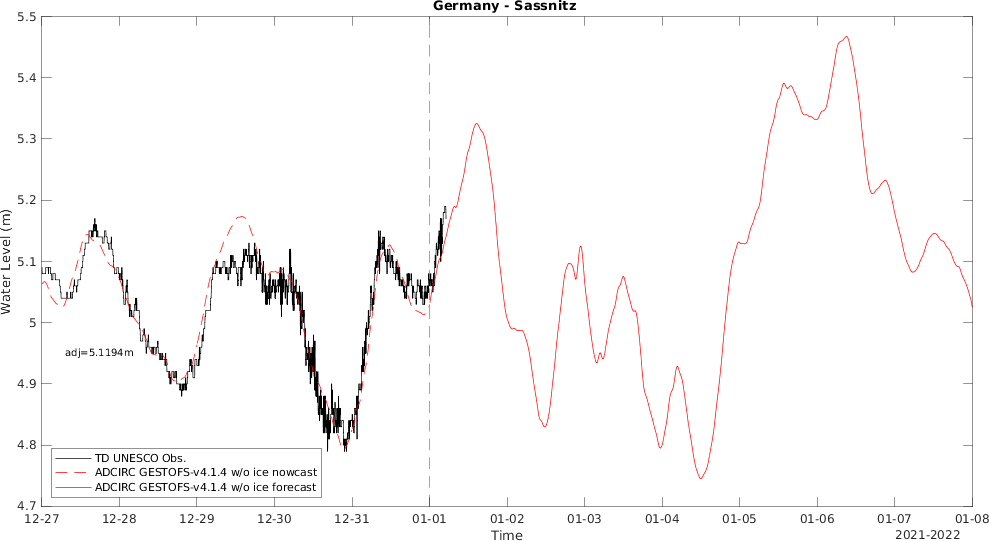 Germany - Sassnitz
Water Level (m)
5.5
5.4
5.3
5.2
5.1
5
4.9
4.8
4.7
adj=5.1194m
TD UNESCO Obs.
ADCIRC GESTOFS-v4.1.4 w/o ice nowcast
ADCIRC GESTOFS-v4.1.4 w/o ice forecast
12-27 12-28 12-29 12-30 12-31 01-01 01-02 01-03 01-04 01-05 01-06 01-07 01-08
Time
2021-2022